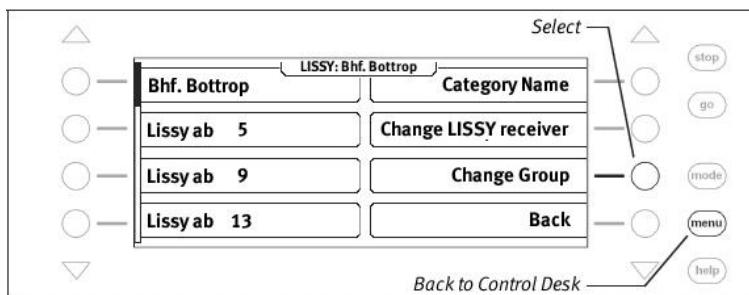 Select
LISSY: Bhf. Bottrop
Bhf. Bottrop
Category Name
Lissy ab 5
Change LISSY receiver
Lissy ab 9
Change Group
Lissy ab 13
Back
stop
go
mode
menu
help
Back to Control Desk